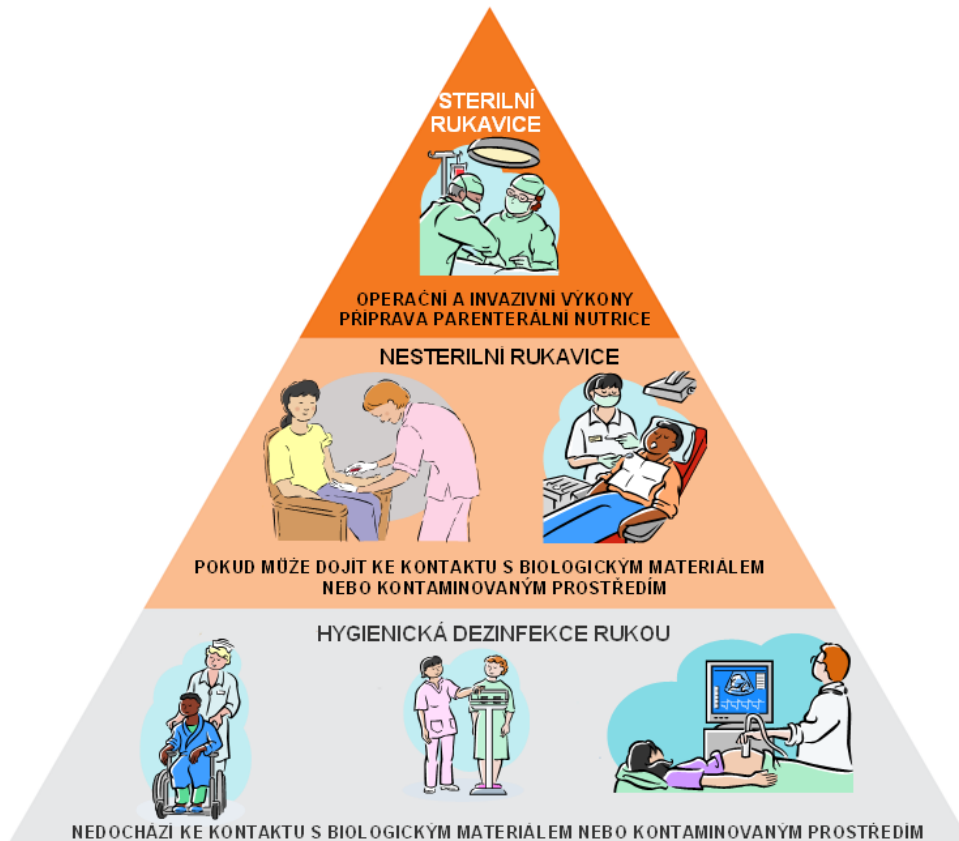 STERILNÍ
RUKAVICE
OPERAČNÍ A INVAZIVNÍ VÝKONY
PŘÍPRAVA PARENTERÁLNÍ NUTRICE
NESTERILNÍ RUKAVICE
POKUD MŮŽE DOJÍT KE KONTAKTU S BIOLOGICKÝM MATERIÁLEM
NEBO KONTAMINOVANÝM PROSTŘEDÍM
HYGIENICKÁ DEZINFEKCE RUKOU
NEDOCHÁZÍ KE KONTAKTU S BIOLOGICKÝM MATERIÁLEM NEBO KONTAMINOVANÝM PROSTŘEDÍM